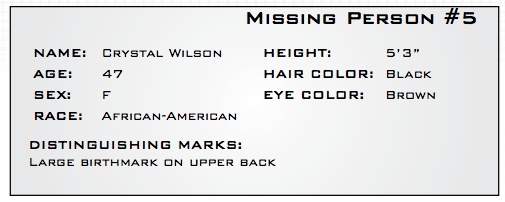 Missing Person #5
Name: Crystal Wilson Height: 5'3"
Age: 47 Hair Color: Black
Sex: F Eye Color: Brown
Race: African-American
Distinguishing Marks:
Large birthmark on upper back